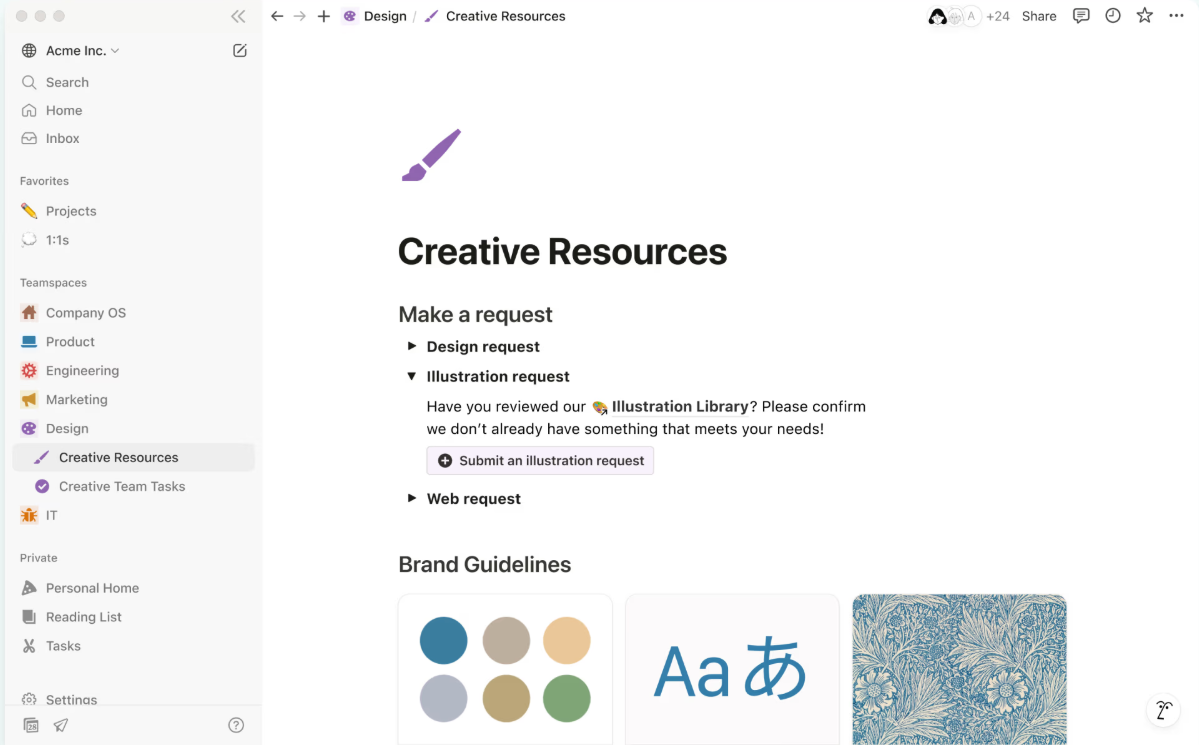 Acme Inc.
Search
Home
Inbox
Favorites
Projects
1:1s
Teamspaces
Company OS
Product
Engineering
Marketing
Design
Creative Resources
Creative Team Tasks
IT
Private
Personal Home
Reading List
Tasks
Settings
28
?
Design / Creative Resources
A +24 Share
Creative Resources
Make a request
Design request
Illustration request
Have you reviewed our Illustration Library? Please confirm
we don’t already have something that meets your needs!
Submit an illustration request
Web request
Brand Guidelines
Aaあ